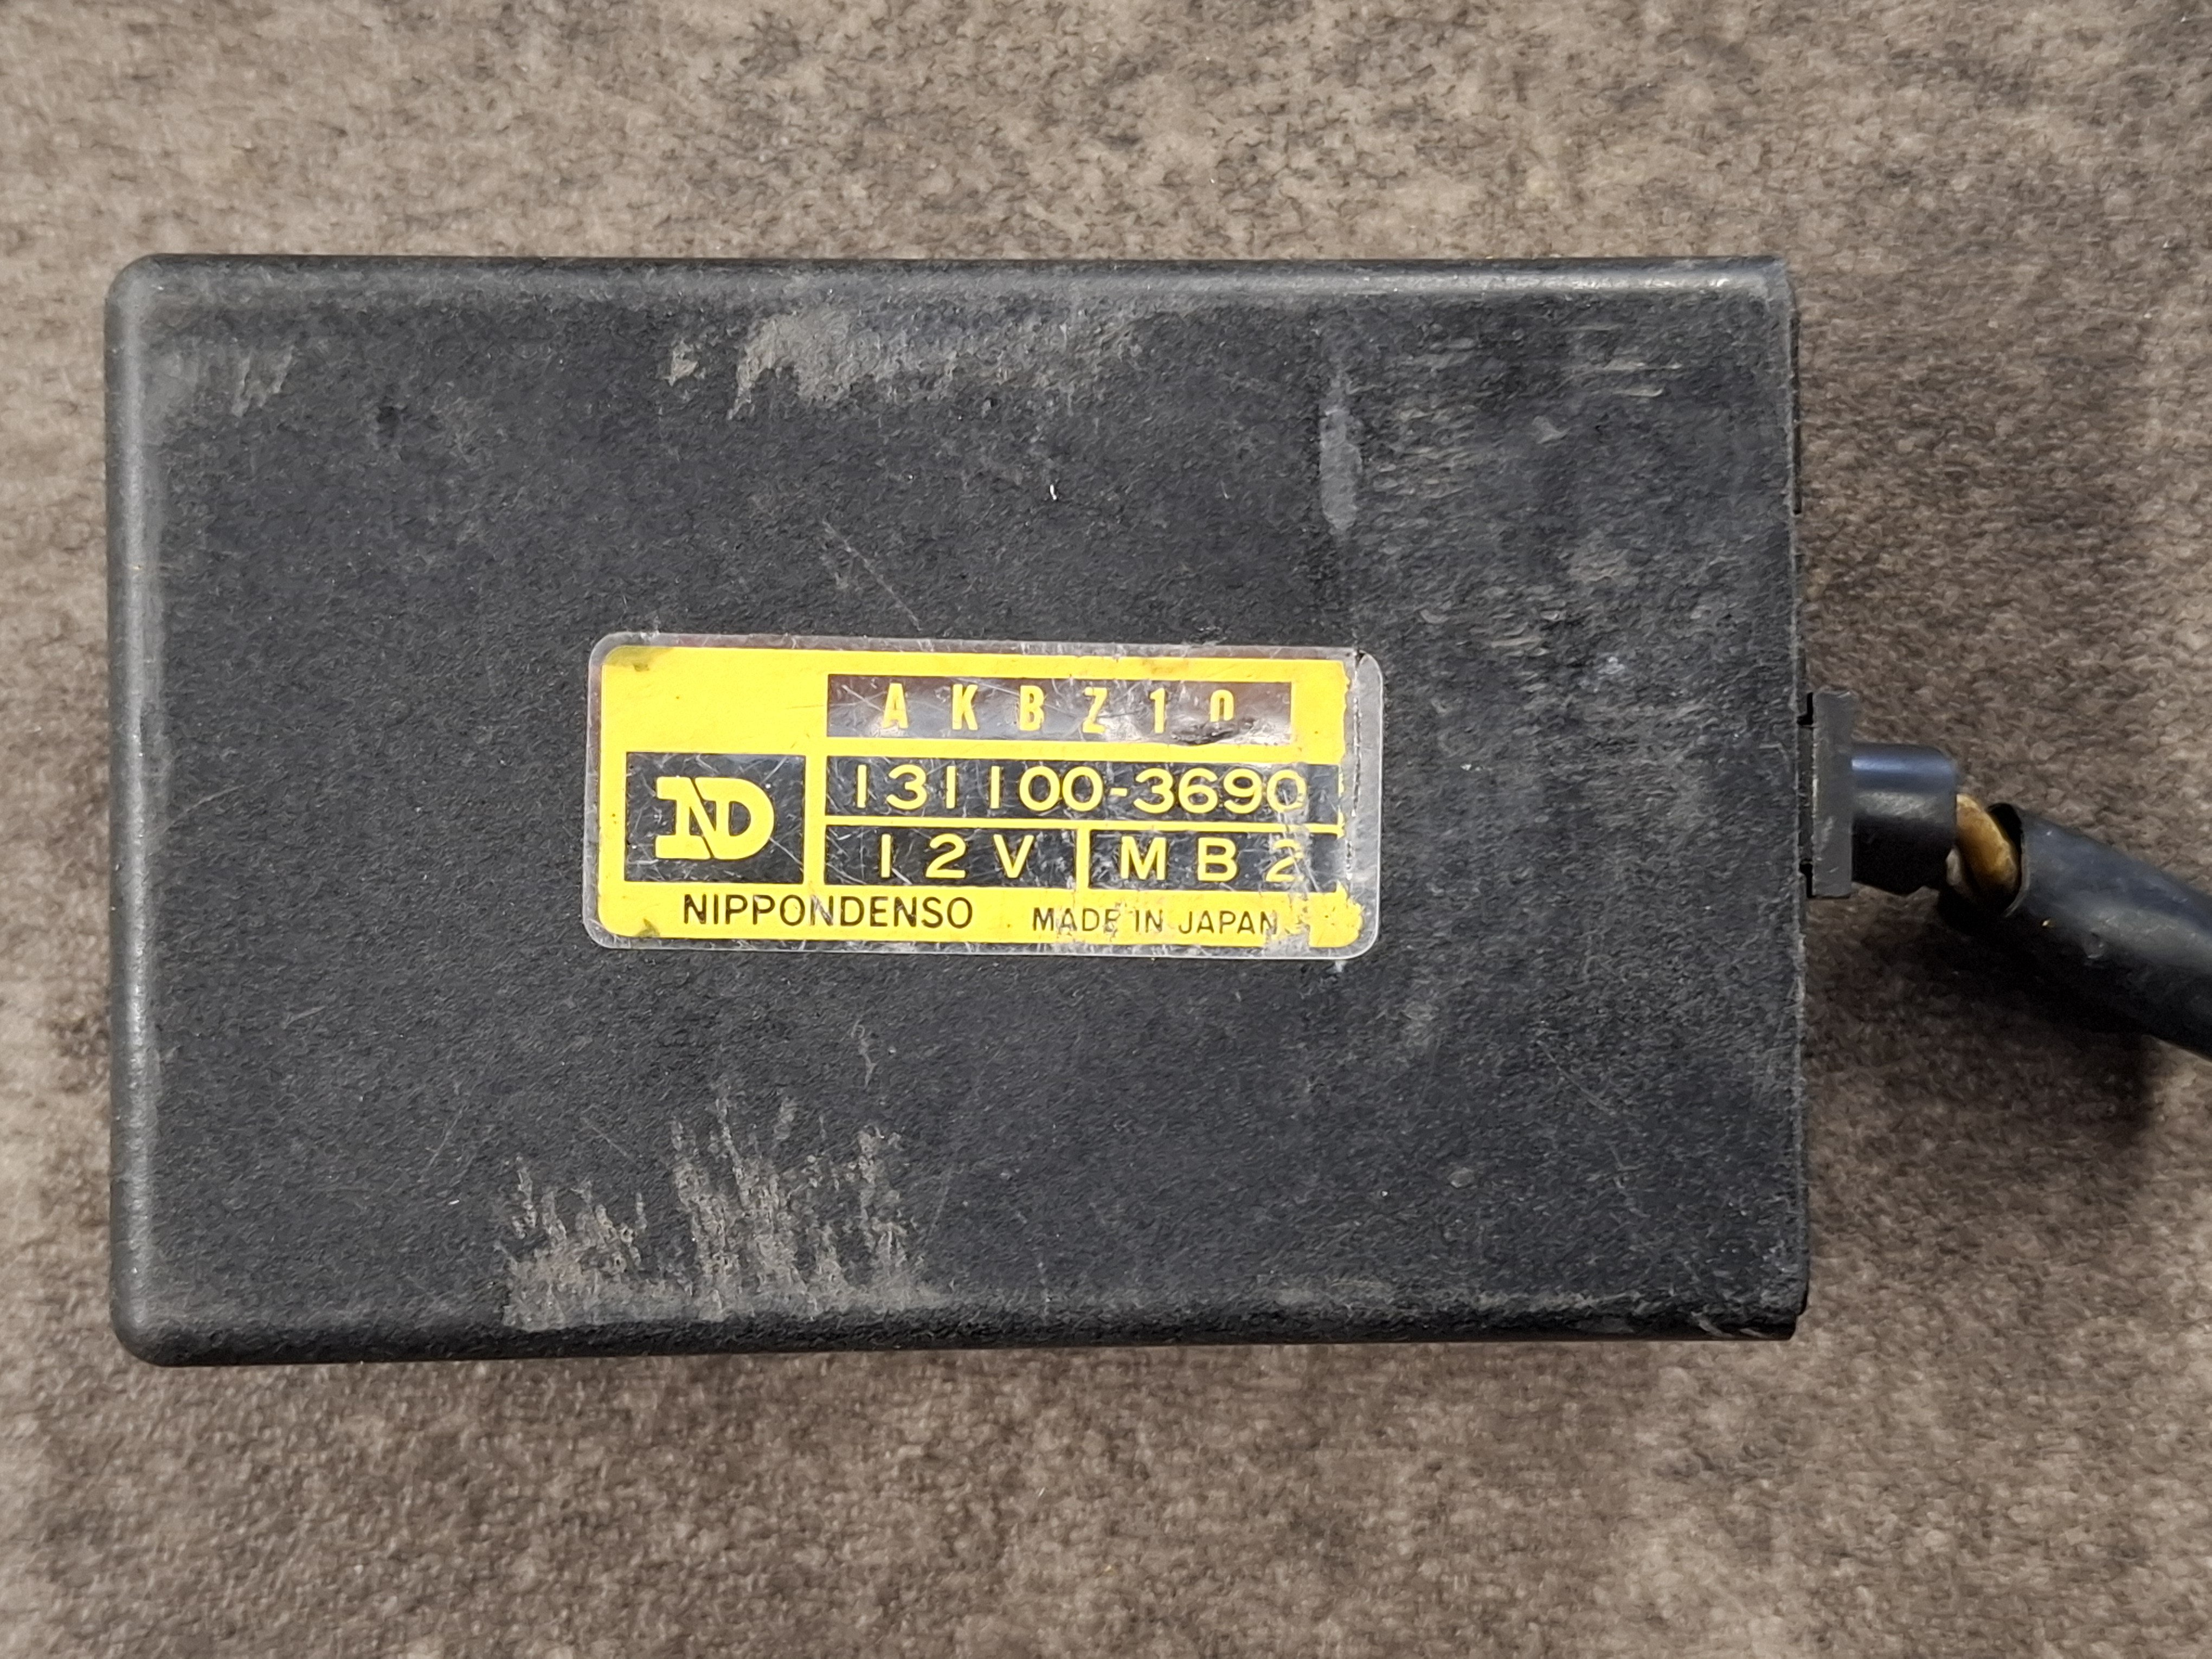 AKBZ10
ND
131100-3690
12V MB2
NIPPONDENSO MADE IN JAPAN